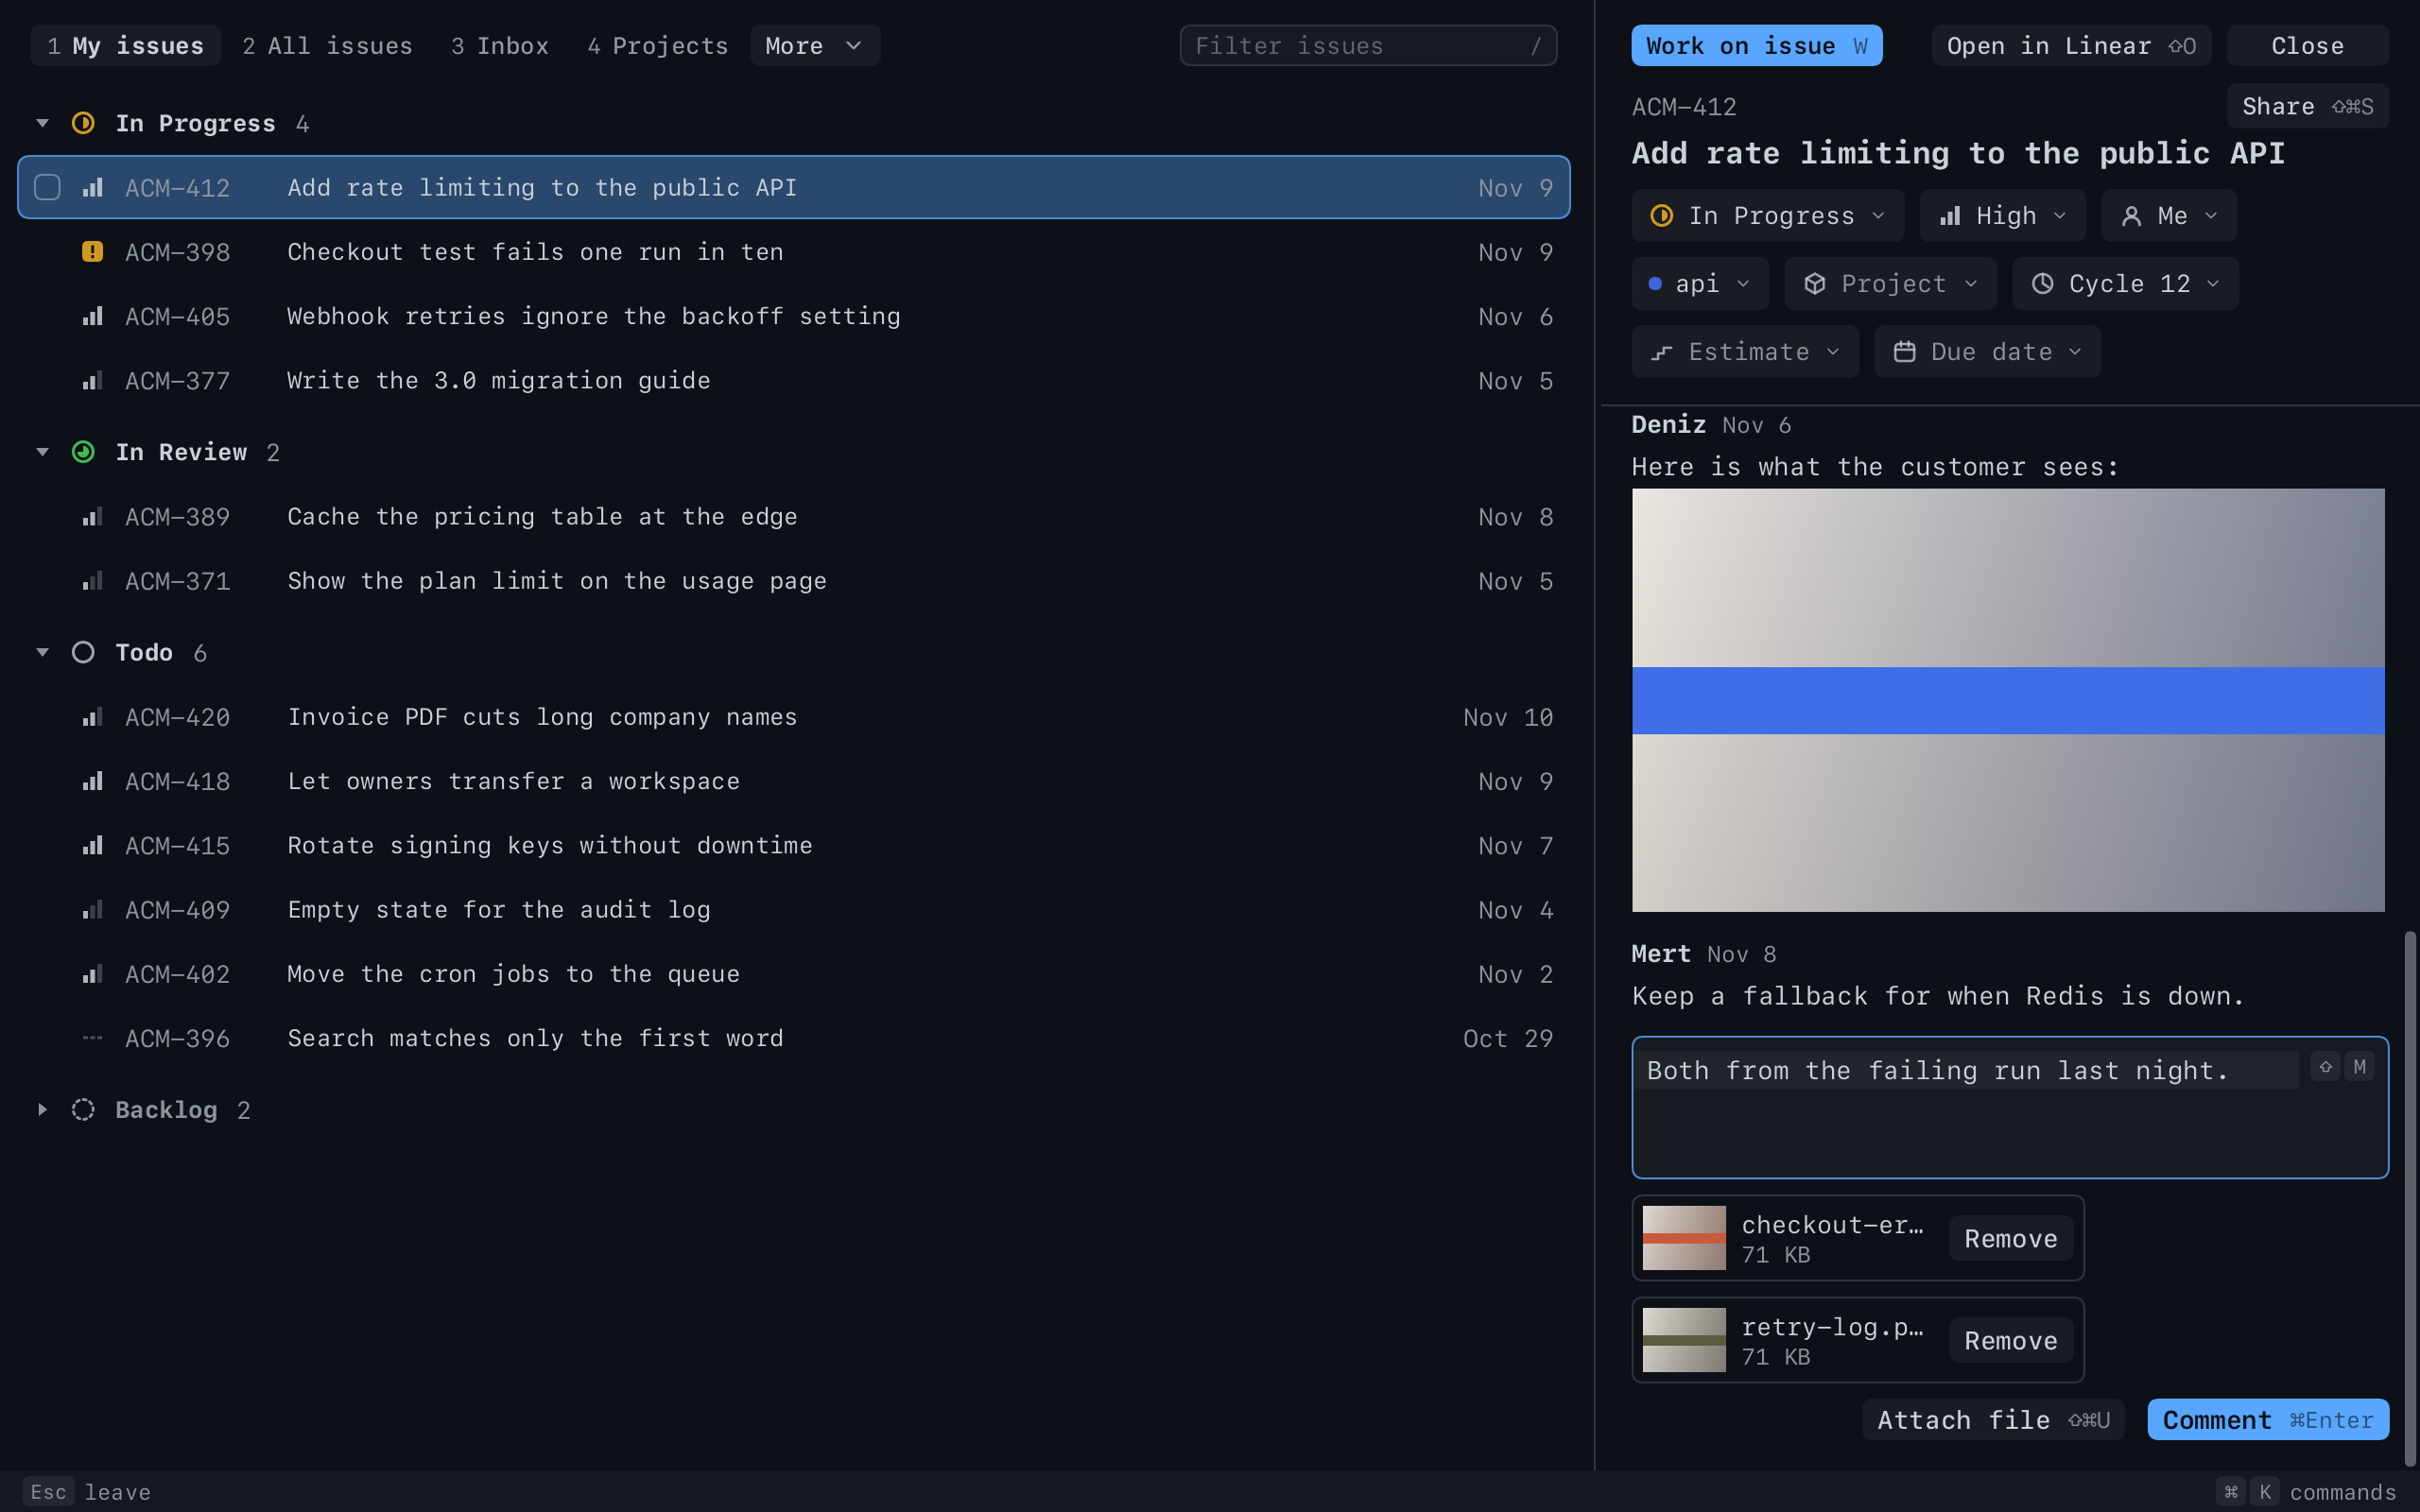 1 My issues 2 All issues 3 Inbox 4 Projects More Filter issues /
In Progress 4
ACM-412 Add rate limiting to the public API Nov 9
ACM-398 Checkout test fails one run in ten Nov 9
ACM-405 Webhook retries ignore the backoff setting Nov 6
ACM-377 Write the 3.0 migration guide Nov 5
In Review 2
ACM-389 Cache the pricing table at the edge Nov 8
ACM-371 Show the plan limit on the usage page Nov 5
Todo 6
ACM-420 Invoice PDF cuts long company names Nov 10
ACM-418 Let owners transfer a workspace Nov 9
ACM-415 Rotate signing keys without downtime Nov 7
ACM-409 Empty state for the audit log Nov 4
ACM-402 Move the cron jobs to the queue Nov 2
ACM-396 Search matches only the first word Oct 29
Backlog 2
Work on issue W Open in Linear ⇧O Close
ACM-412 Share ⇧⌘S
Add rate limiting to the public API
In Progress High Me
api Project Cycle 12
Estimate Due date
Deniz Nov 6
Here is what the customer sees:
Mert Nov 8
Keep a fallback for when Redis is down.
Both from the failing run last night. ⇧ M
checkout-er…
71 KB
Remove
retry-log.p…
71 KB
Remove
Attach file ⇧⌘U Comment ⌘Enter
Esc leave ⌘ K commands